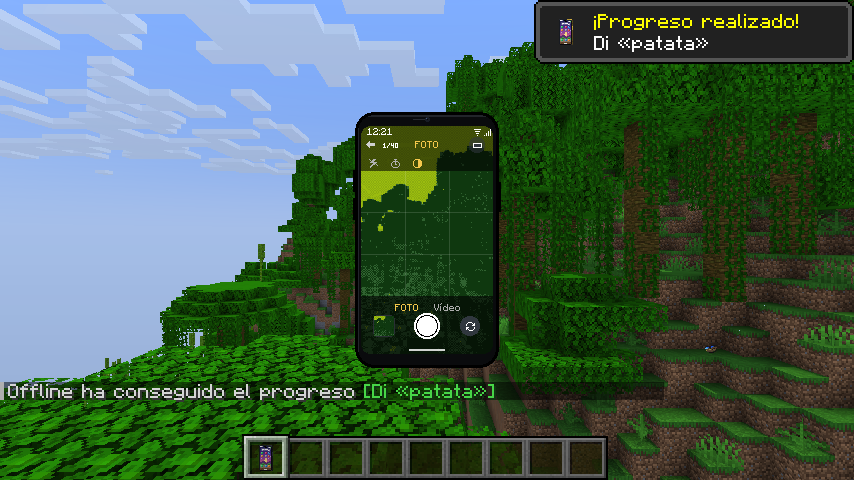 ¡Progreso realizado!
Di «patata»
12:21
1/40 FOTO
FOTO Vídeo
Offline ha conseguido el progreso [Di «patata»]